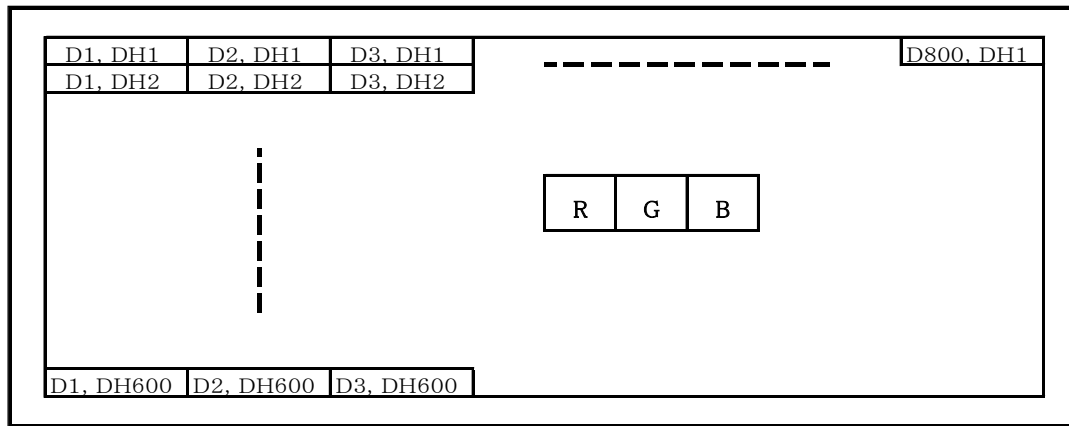 D1, DH1 D2, DH1 D3, DH1 D800, DH1
D1, DH2 D2, DH2 D3, DH2
R G B
D1, DH600 D2, DH600 D3, DH600